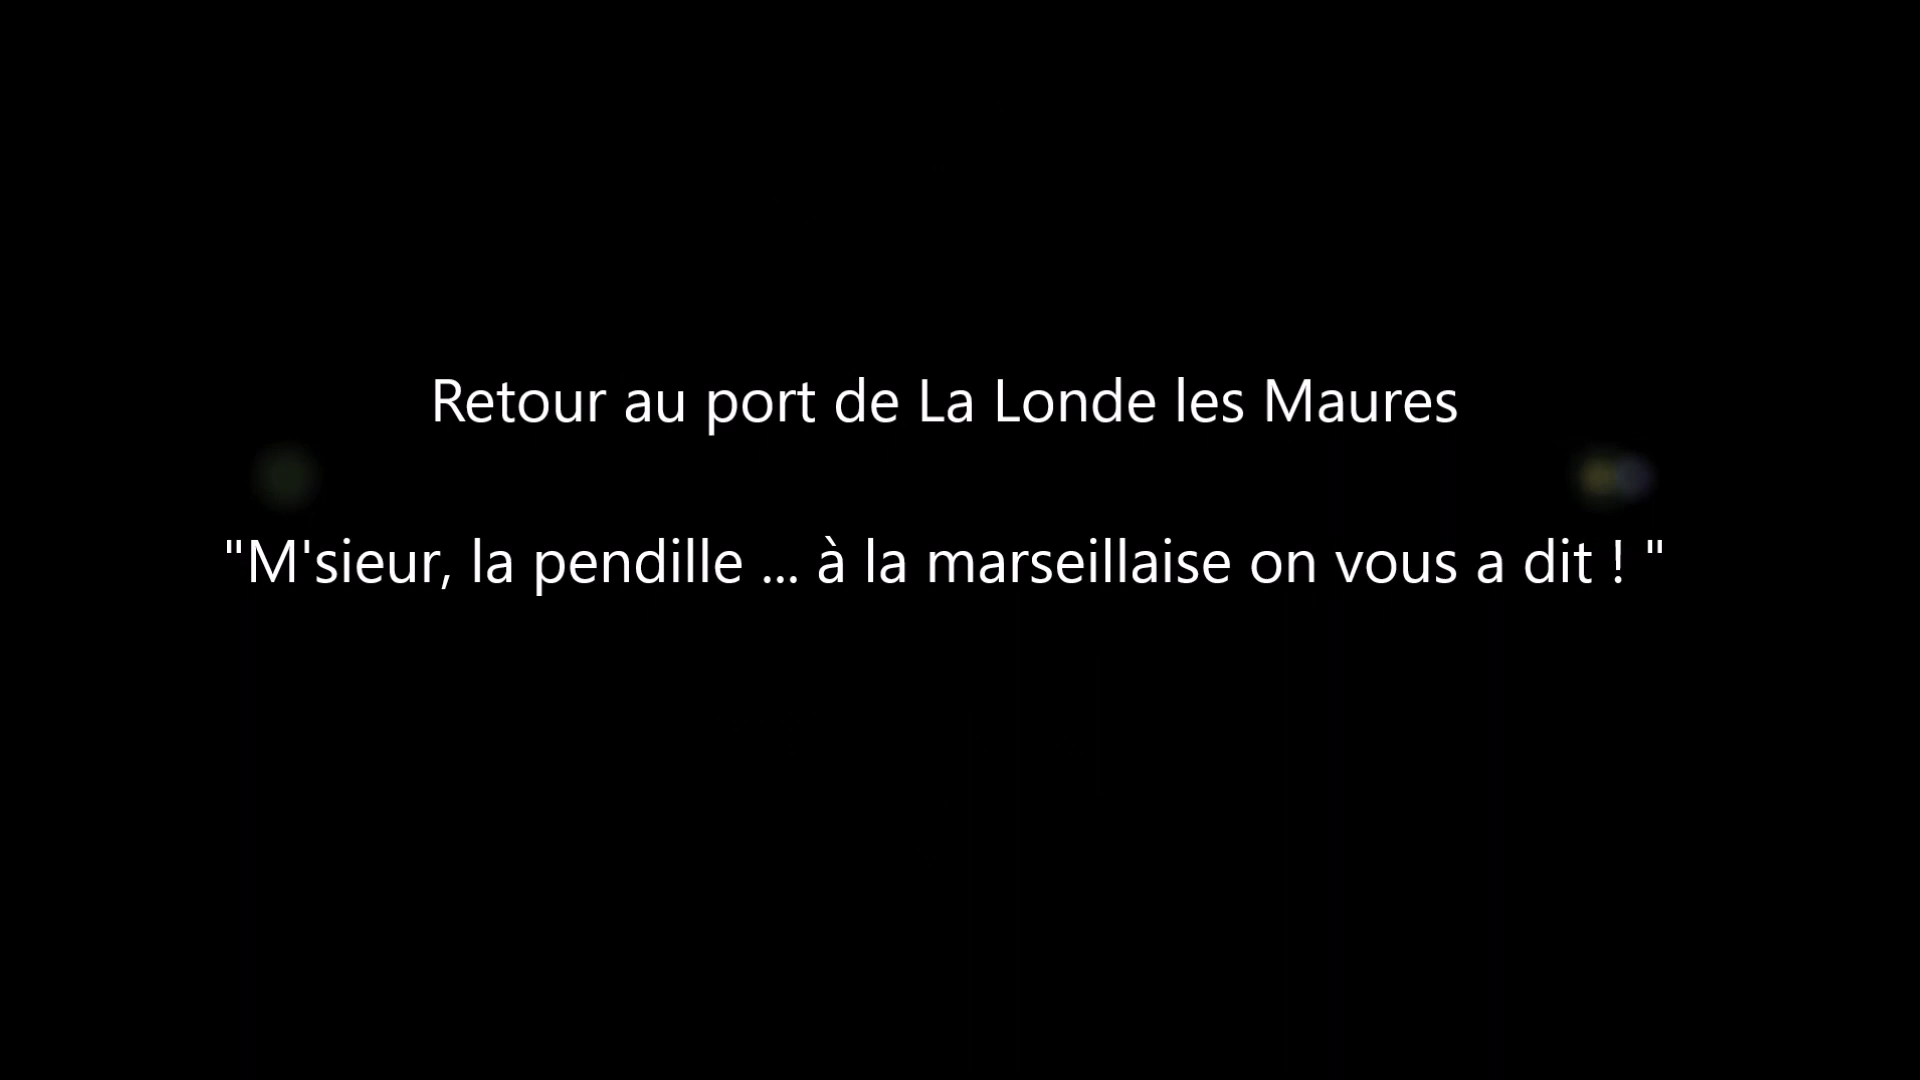 Retour au port de La Londe les Maures
"M'sieur, la pendille ... à la marseillaise on vous a dit ! "